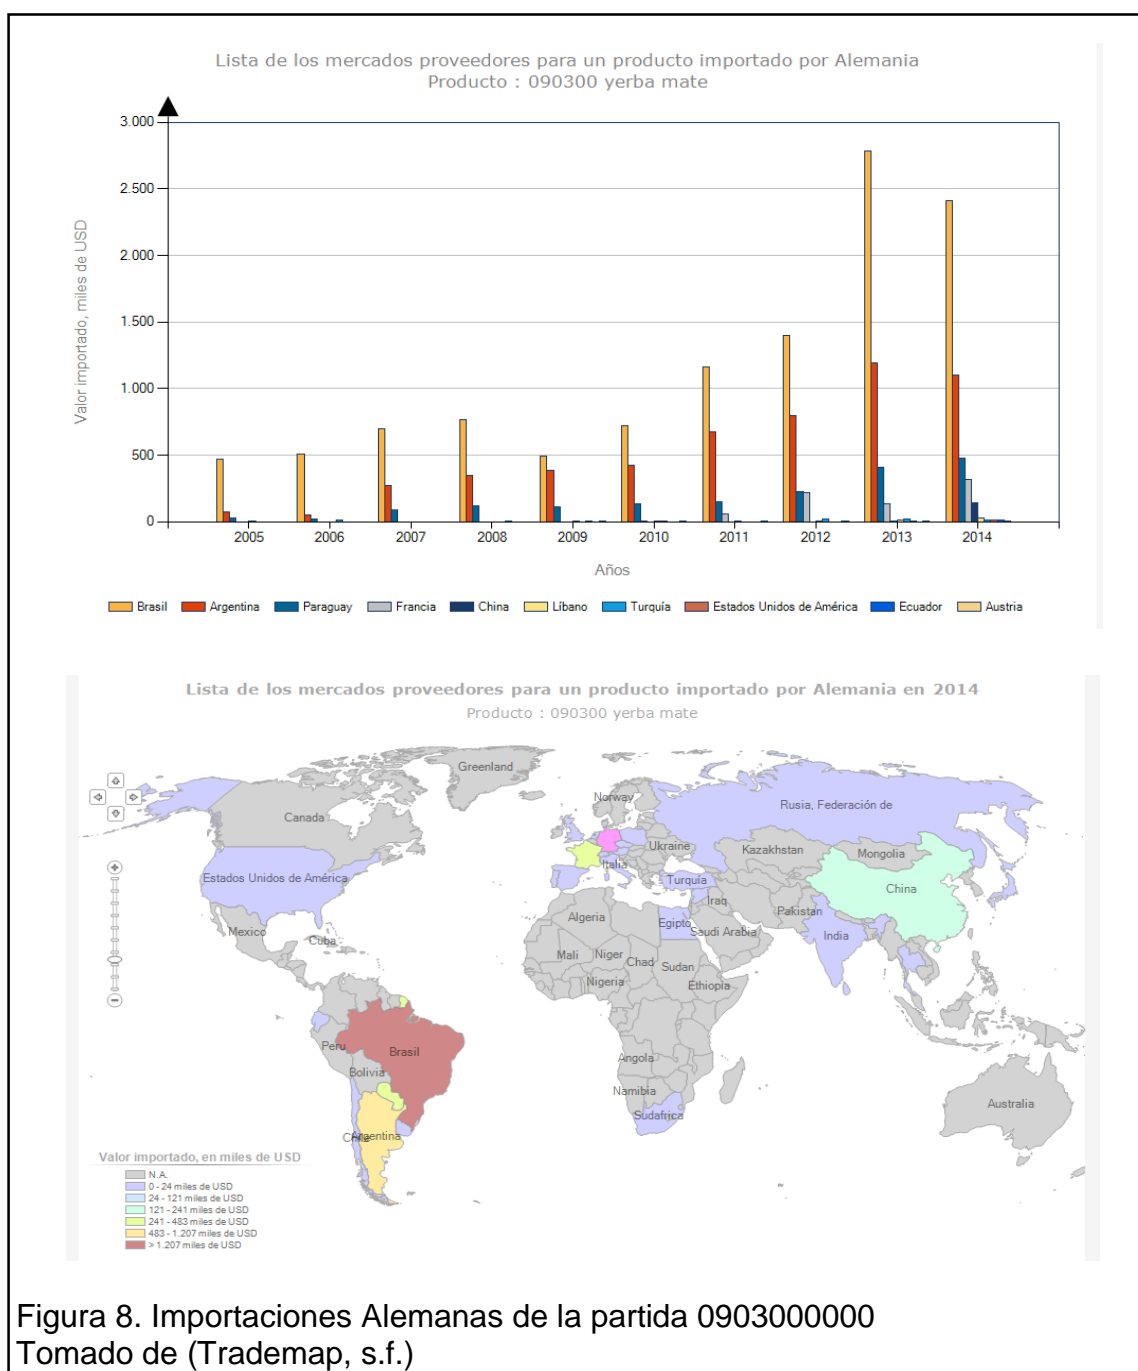 Lista de los mercados proveedores para un producto importado por Alemania
Producto : 090300 yerba mate
Valor importado, miles de USD
3.000
2.500
2.000
1.500
1.000
500
0
2005 2006 2007 2008 2009 2010 2011 2012 2013 2014
Años
Brasil Argentina Paraguay Francia China Líbano Turquía Estados Unidos de América Ecuador Austria
Lista de los mercados proveedores para un producto importado por Alemania en 2014
Producto : 090300 yerba mate
Greenland
Norway
Rusia, Federación de
Canada
Ukraine
Kazakhstan
Mongolia
Italia
Estados Unidos de América
Turquía
China
Iraq
Pakistan
Algeria
Egipto
Saudi Arabia
India
Mexico
Cuba
Mali
Niger
Chad
Sudan
Nigeria
Ethiopia
Peru
Brasil
Angola
Bolivia
Namibia
Sudafrica
Australia
Chile
Argentina
Valor importado, en miles de USD
N.A.
0 - 24 miles de USD
24 - 121 miles de USD
121 - 241 miles de USD
241 - 483 miles de USD
483 - 1.207 miles de USD
> 1.207 miles de USD
Figura 8. Importaciones Alemanas de la partida 0903000000
Tomado de (Trademap, s.f.)